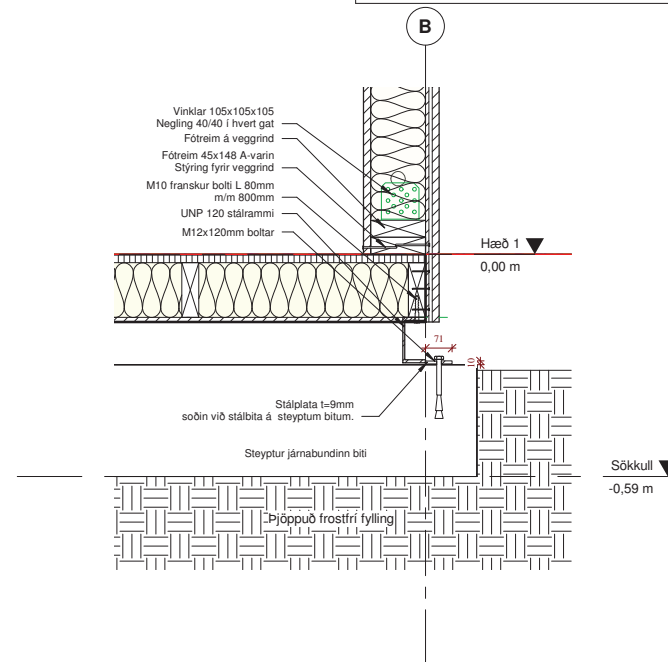 B
Vinklar 105x105x105
Negling 40/40 í hvert gat
Fótreim á veggrind
Fótreim 45x148 A-varin
Stýring fyrir veggrind
M10 franskur bolti L 80mm
m/m 800mm
UNP 120 stálrammi
M12x120mm boltar
Hæð 1
0,00 m
71
10
Stálplata t=9mm
soðin við stálbita á steyptum bitum.
Steyptur járnabundinn biti
Sökkull
-0,59 m
Þjöppuð frostfrí fylling